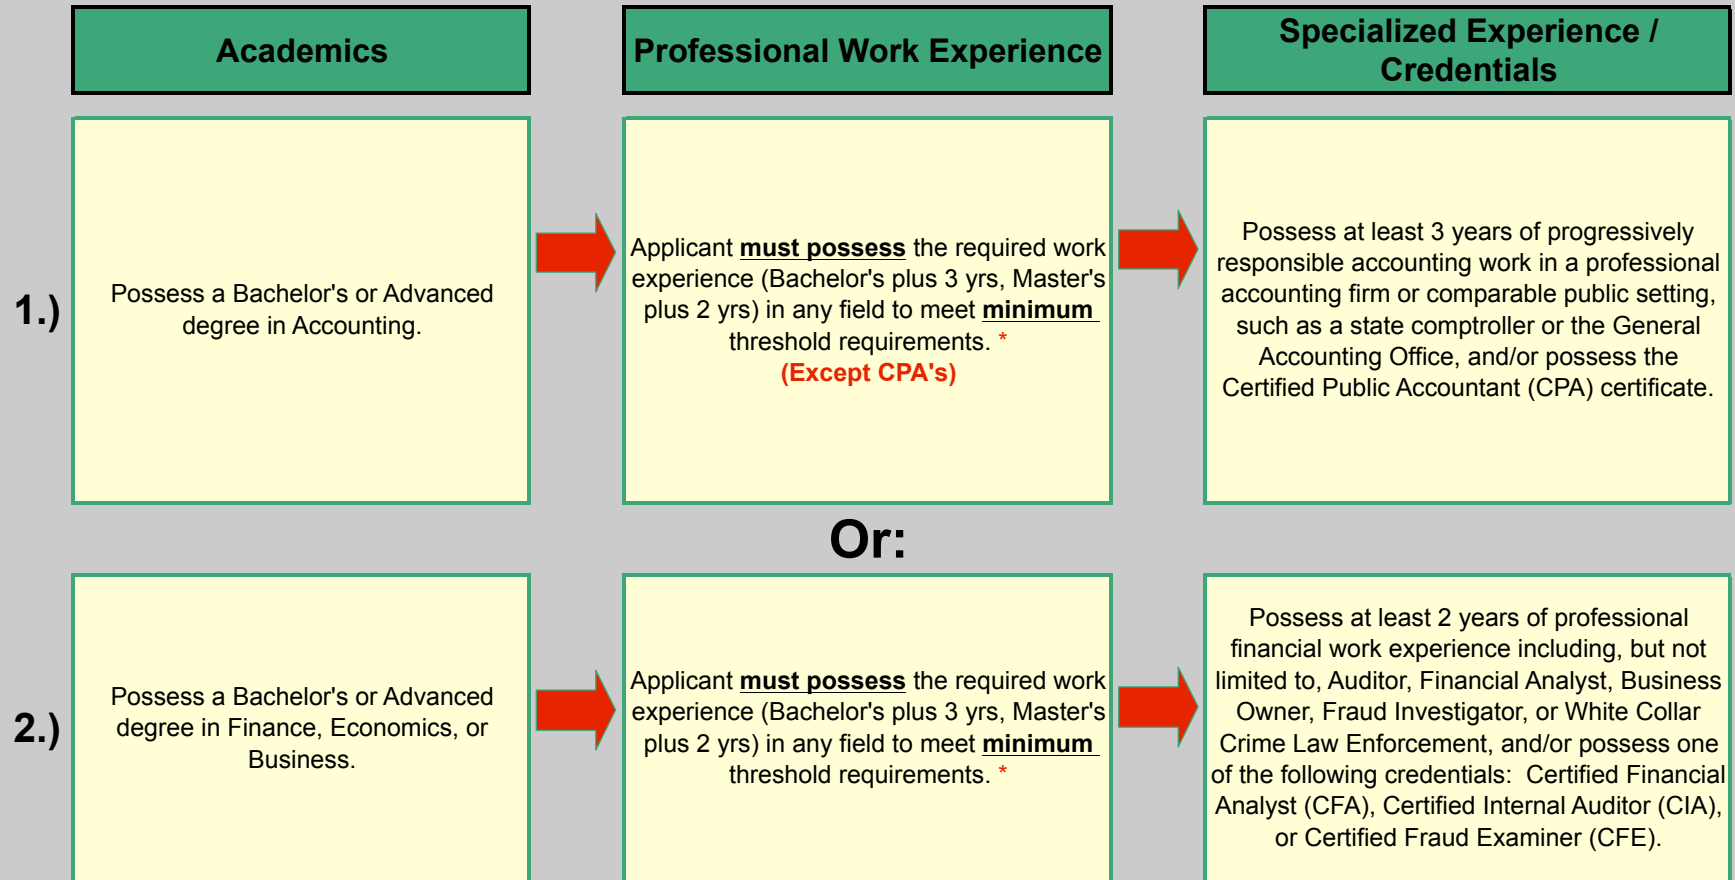 Academics
Professional Work Experience
Specialized Experience /
Credentials
1.)
Possess a Bachelor's or Advanced
degree in Accounting.
Applicant must possess the required work
experience (Bachelor's plus 3 yrs, Master's
plus 2 yrs) in any field to meet minimum
threshold requirements. *
(Except CPA's)
Possess at least 3 years of progressively
responsible accounting work in a professional
accounting firm or comparable public setting,
such as a state comptroller or the General
Accounting Office, and/or possess the
Certified Public Accountant (CPA) certificate.
Or:
2.)
Possess a Bachelor's or Advanced
degree in Finance, Economics, or
Business.
Applicant must possess the required work
experience (Bachelor's plus 3 yrs, Master's
plus 2 yrs) in any field to meet minimum
threshold requirements. *
Possess at least 2 years of professional
financial work experience including, but not
limited to, Auditor, Financial Analyst, Business
Owner, Fraud Investigator, or White Collar
Crime Law Enforcement, and/or possess one
of the following credentials:  Certified Financial
Analyst (CFA), Certified Internal Auditor (CIA),
or Certified Fraud Examiner (CFE).